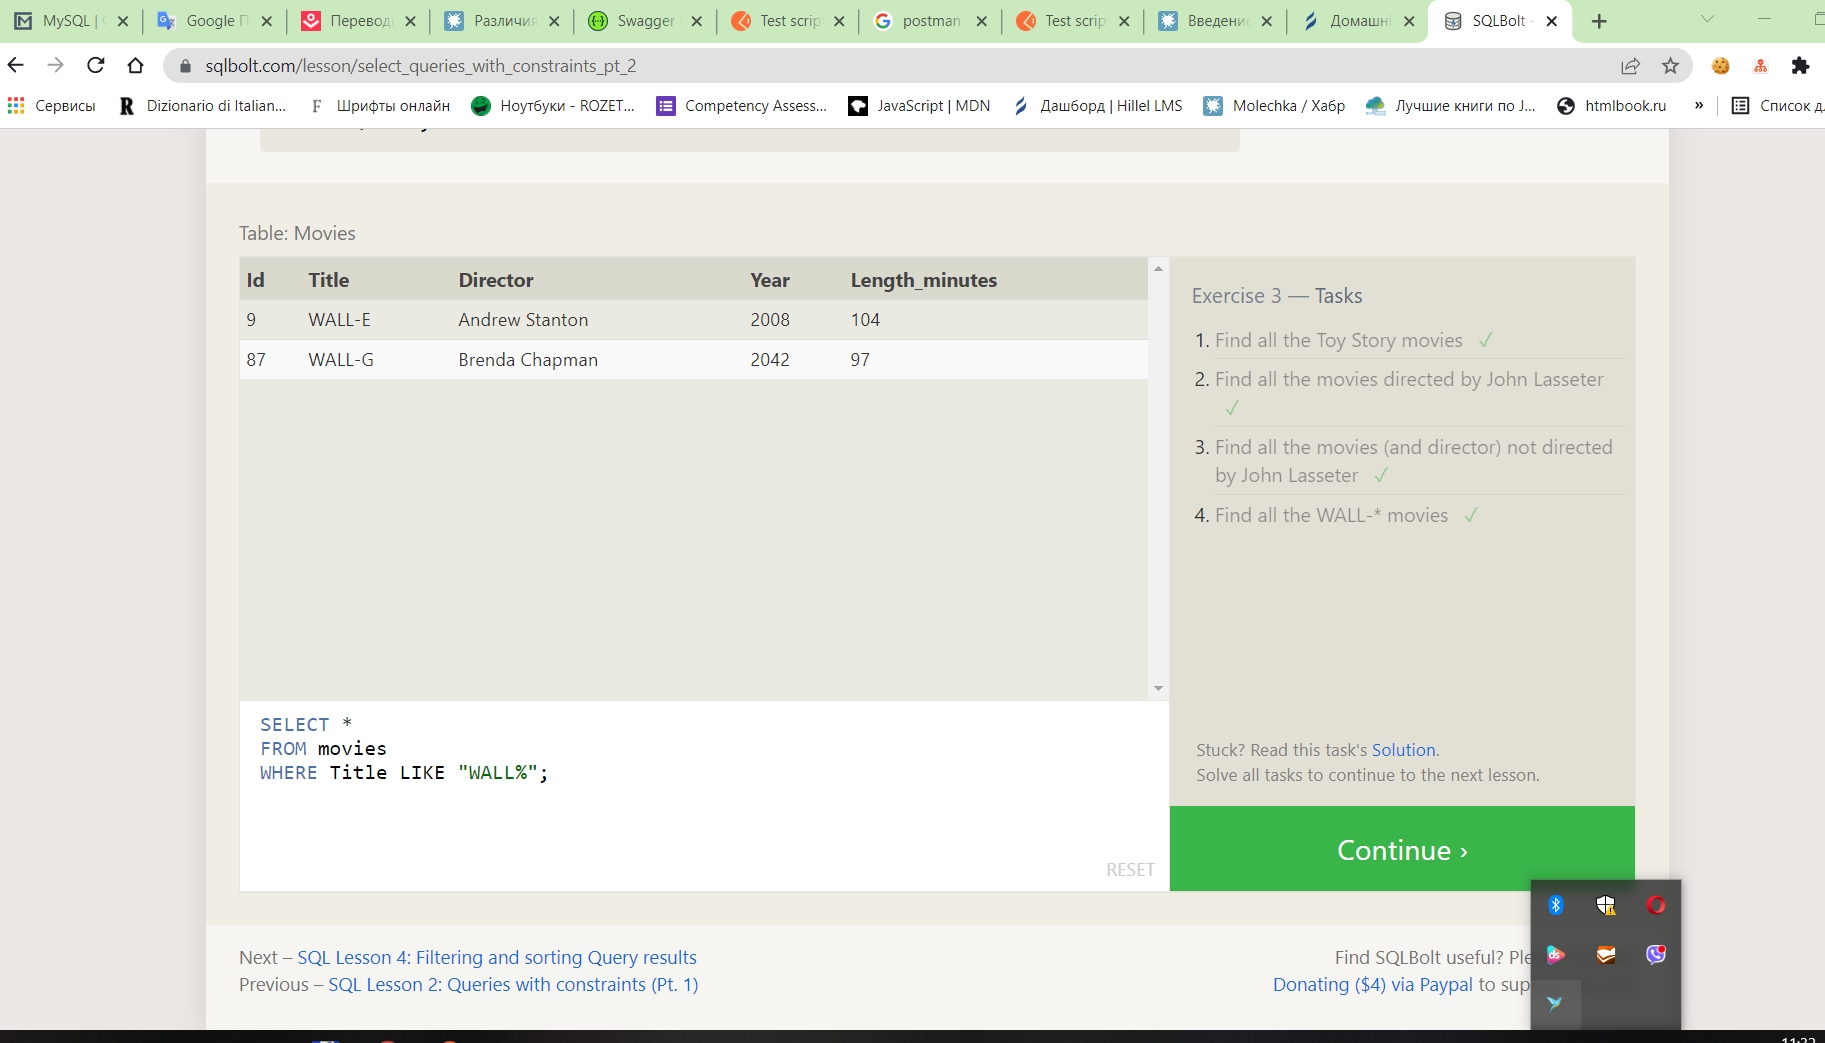 MySQL |
Google П
Перевод
Различия
Swagger
Test scrip
postman
Test scrip
Введение
Домашн
SQLBolt -
sqlbolt.com/lesson/select_queries_with_constraints_pt_2
Сервисы
Dizionario di Italian...
Шрифты онлайн
Ноутбуки - ROZET...
Competency Assess...
JavaScript | MDN
Дашборд | Hillel LMS
Molechka / Хабр
Лучшие книги по J...
htmlbook.ru
»
Список д
Table: Movies
Id Title Director Year Length_minutes
9 WALL-E Andrew Stanton 2008 104
87 WALL-G Brenda Chapman 2042 97
Exercise 3 — Tasks
1. Find all the Toy Story movies ✓
2. Find all the movies directed by John Lasseter
✓
3. Find all the movies (and director) not directed
by John Lasseter ✓
4. Find all the WALL-* movies ✓
SELECT *
FROM movies
WHERE Title LIKE "WALL%";
RESET
Stuck? Read this task's Solution.
Solve all tasks to continue to the next lesson.
Continue ›
Next – SQL Lesson 4: Filtering and sorting Query results
Previous – SQL Lesson 2: Queries with constraints (Pt. 1)
Find SQLBolt useful? Ple
Donating ($4) via Paypal to sup